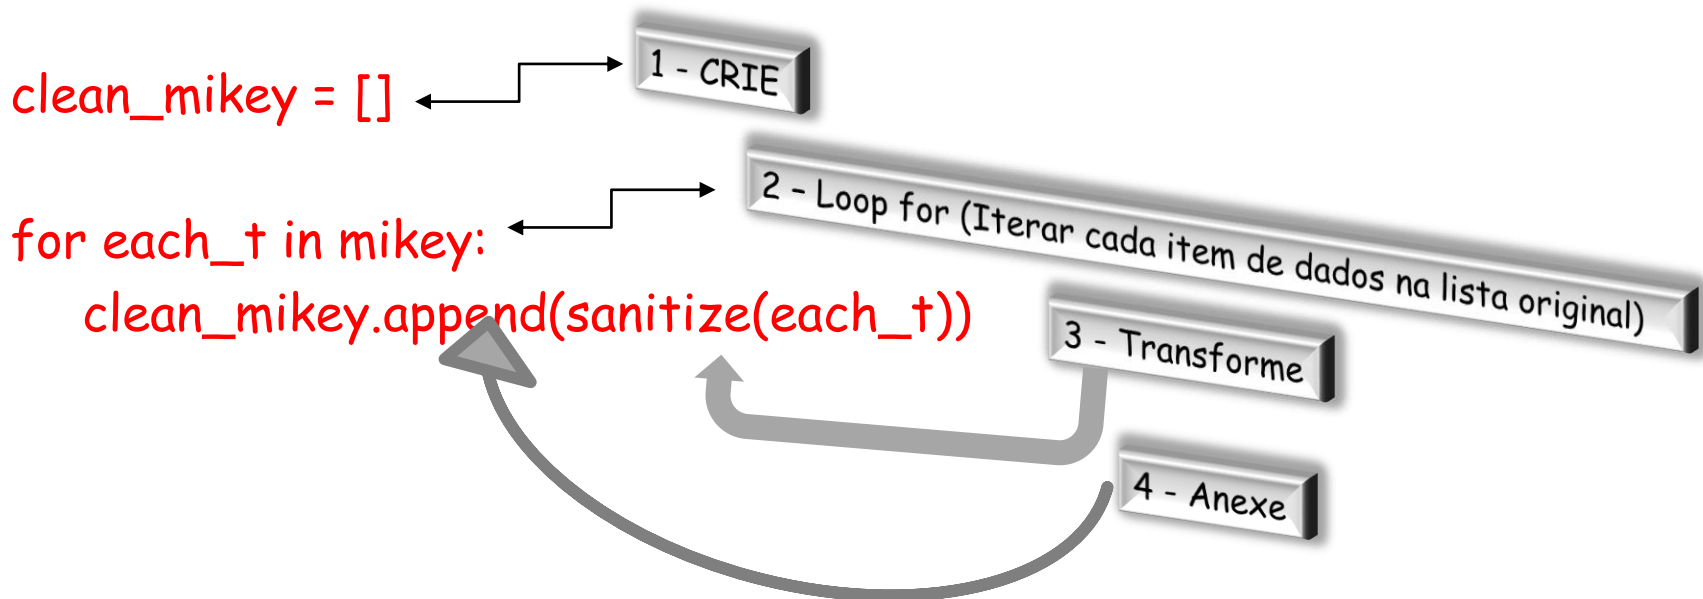 clean_mikey = []
1 - CRIE
for each_t in mikey:
2 - Loop for (Iterar cada item de dados na lista original)
clean_mikey.append(sanitize(each_t))
3 - Transforme
4 - Anexe